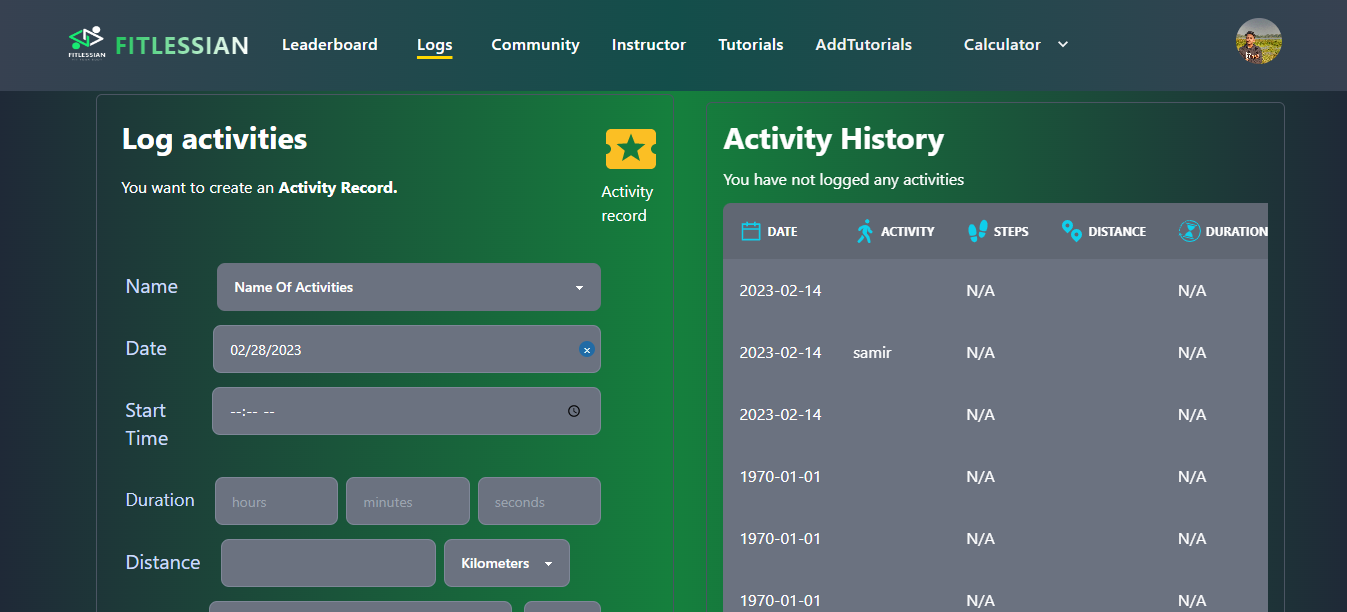 FITLESSIAN FITLESSIAN Leaderboard Logs Community Instructor Tutorials AddTutorials Calculator
Log activities
You want to create an Activity Record.
Activity
record
Name Name Of Activities
Date 02/28/2023
Start
Time --:-- --
Duration hours minutes seconds
Distance Kilometers
Activity History
You have not logged any activities
DATE ACTIVITY STEPS DISTANCE DURATION
2023-02-14 N/A N/A
2023-02-14 samir N/A N/A
2023-02-14 N/A N/A
1970-01-01 N/A N/A
1970-01-01 N/A N/A
1970-01-01 N/A N/A